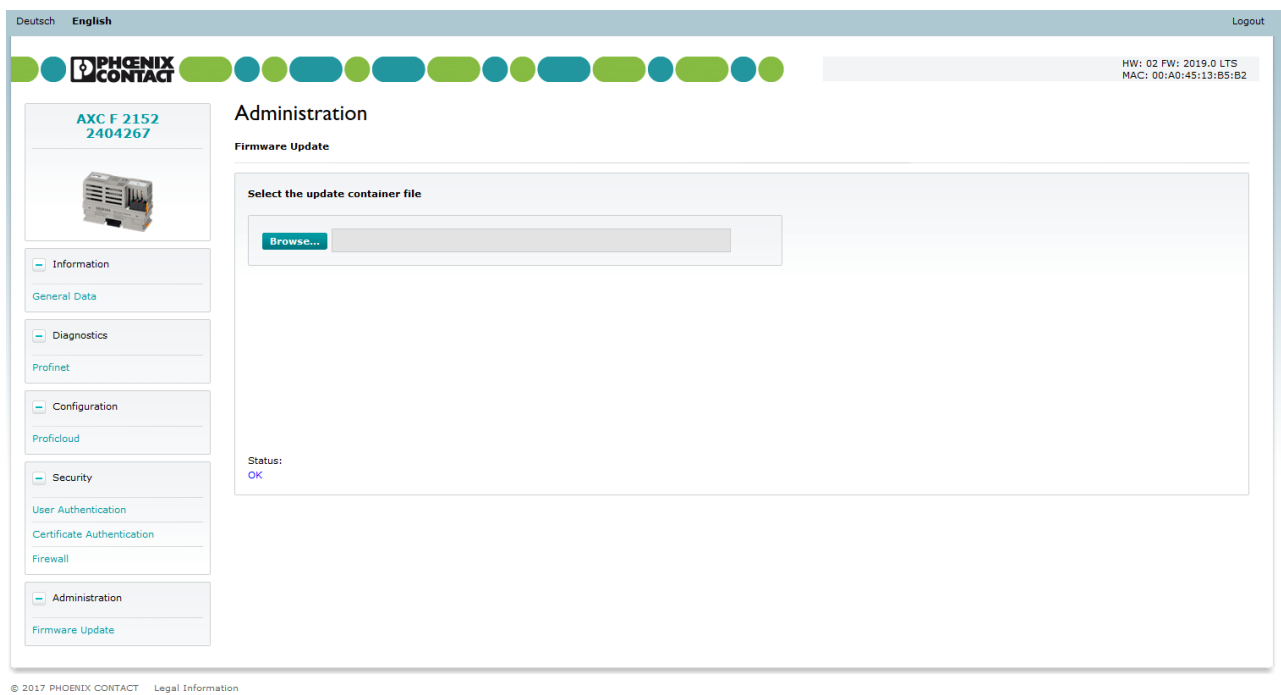 Deutsch English Logout
PHŒNIX
CONTACT
HW: 02 FW: 2019.0 LTS
MAC: 00:A0:45:13:B5:B2
AXC F 2152
2404267
Information
General Data
Diagnostics
Profinet
Configuration
Proficloud
Security
User Authentication
Certificate Authentication
Firewall
Administration
Firmware Update
Administration
Firmware Update
Select the update container file
Browse...
Status:
OK
© 2017 PHOENIX CONTACT Legal Information